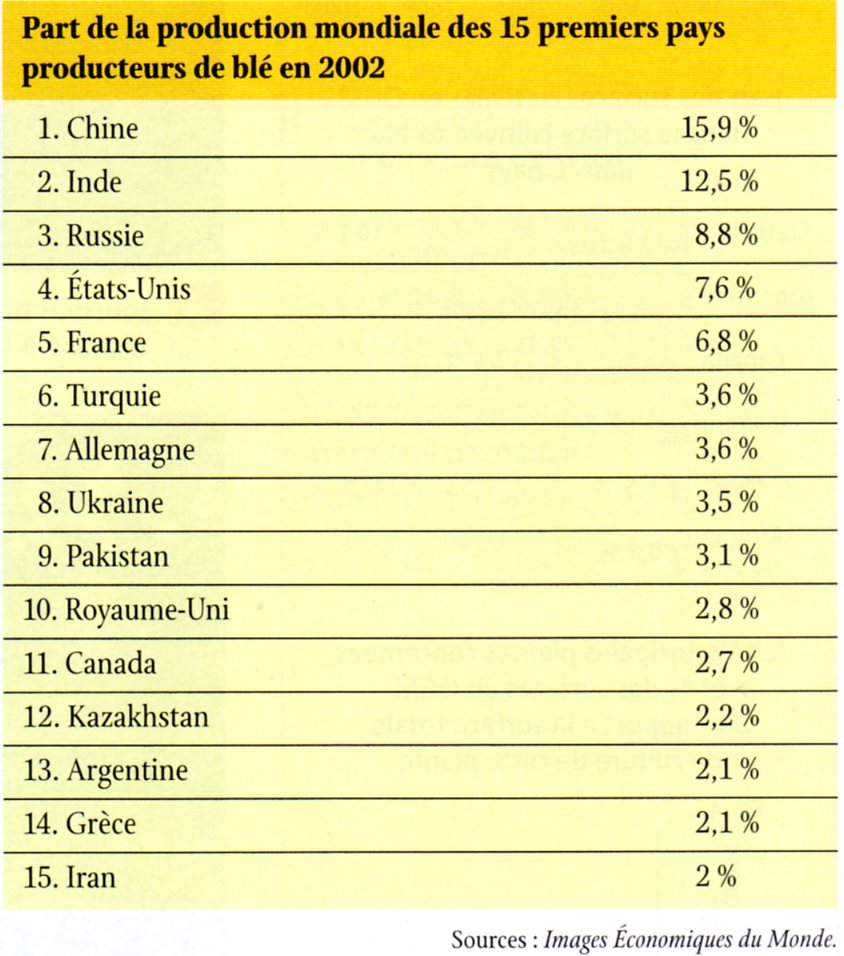 Part de la production mondiale des 15 premiers pays
producteurs de blé en 2002
1. Chine 15,9 %
2. Inde 12,5 %
3. Russie 8,8 %
4. États-Unis 7,6 %
5. France 6,8 %
6. Turquie 3,6 %
7. Allemagne 3,6 %
8. Ukraine 3,5 %
9. Pakistan 3,1 %
10. Royaume-Uni 2,8 %
11. Canada 2,7 %
12. Kazakhstan 2,2 %
13. Argentine 2,1 %
14. Grèce 2,1 %
15. Iran 2 %
Sources : Images Économiques du Monde.